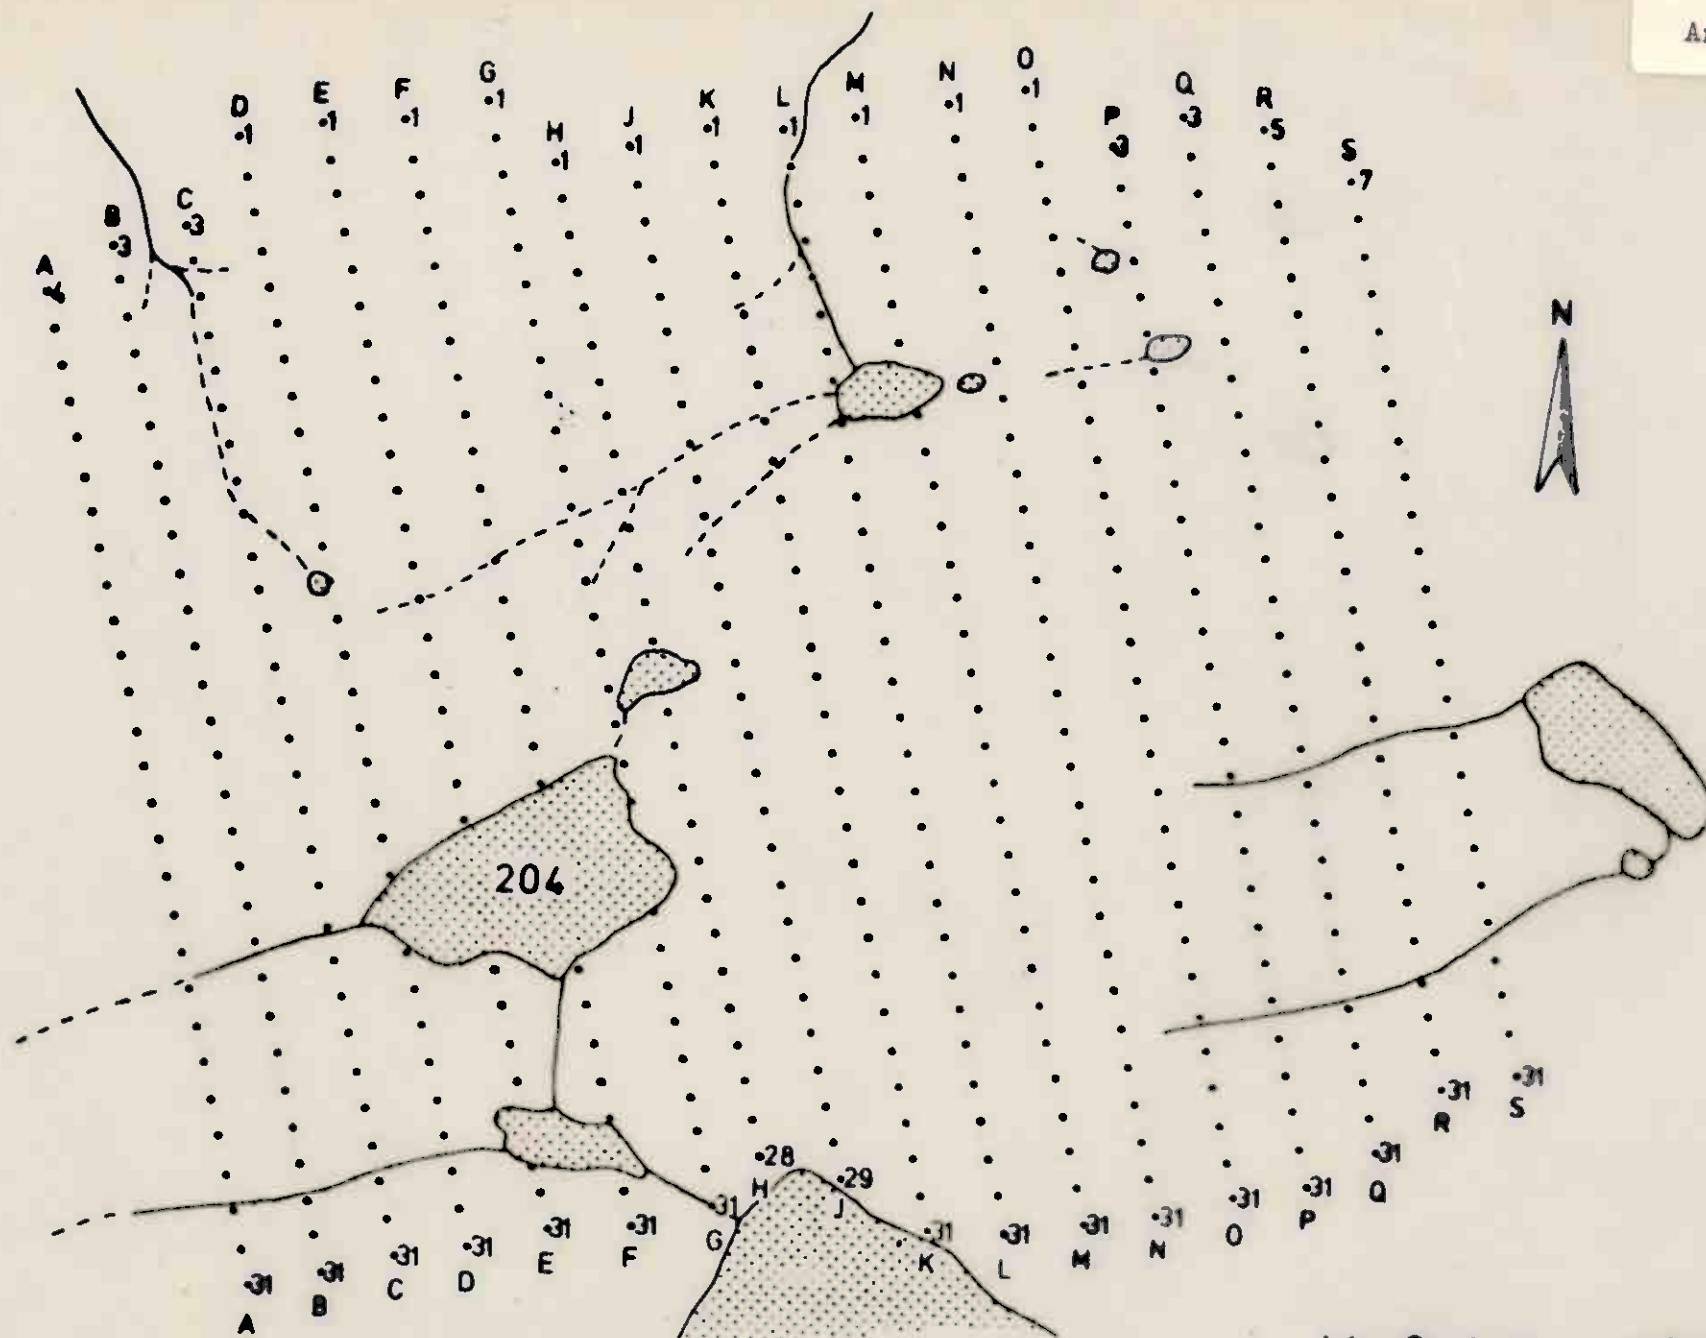 D E F G H J K L M N O P Q R S
•1 •1 •1 •1 •1 •1 •1 •1 •1 •1 •1 •3 •3 •5 •7
A B C
•3 •3
N
204
•28 •29
H J
•31 •31 •31 •31 •31 •31 •31 •31 •31 •31 •31 •31 •31 •31 •31 •31
A B C D E F G K L M N O P Q R S